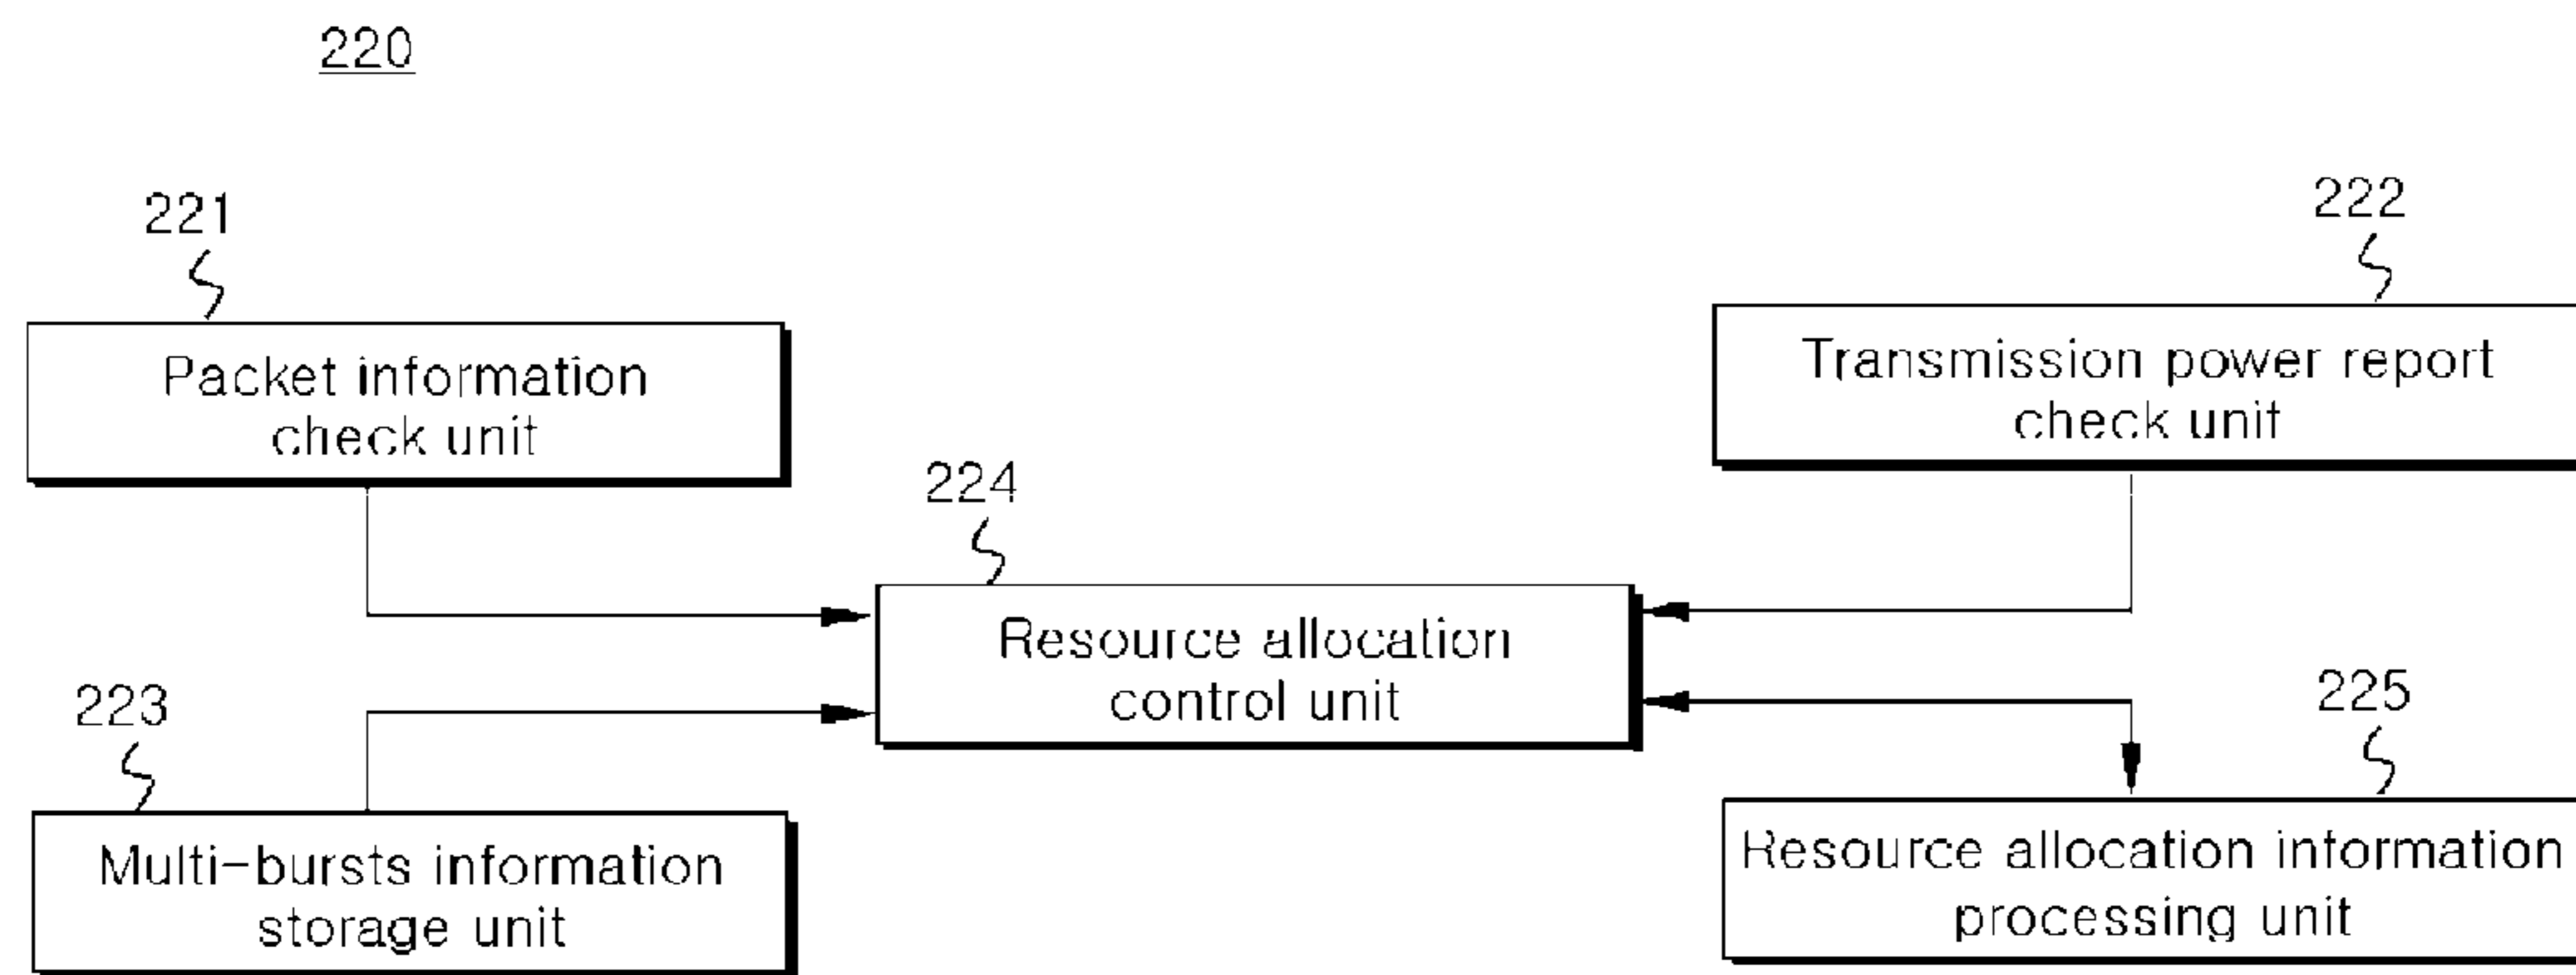 220
221
Packet information
check unit
222
Transmission power report
check unit
224
Resource allocation
control unit
223
Multi-bursts information
storage unit
225
Resource allocation information
processing unit